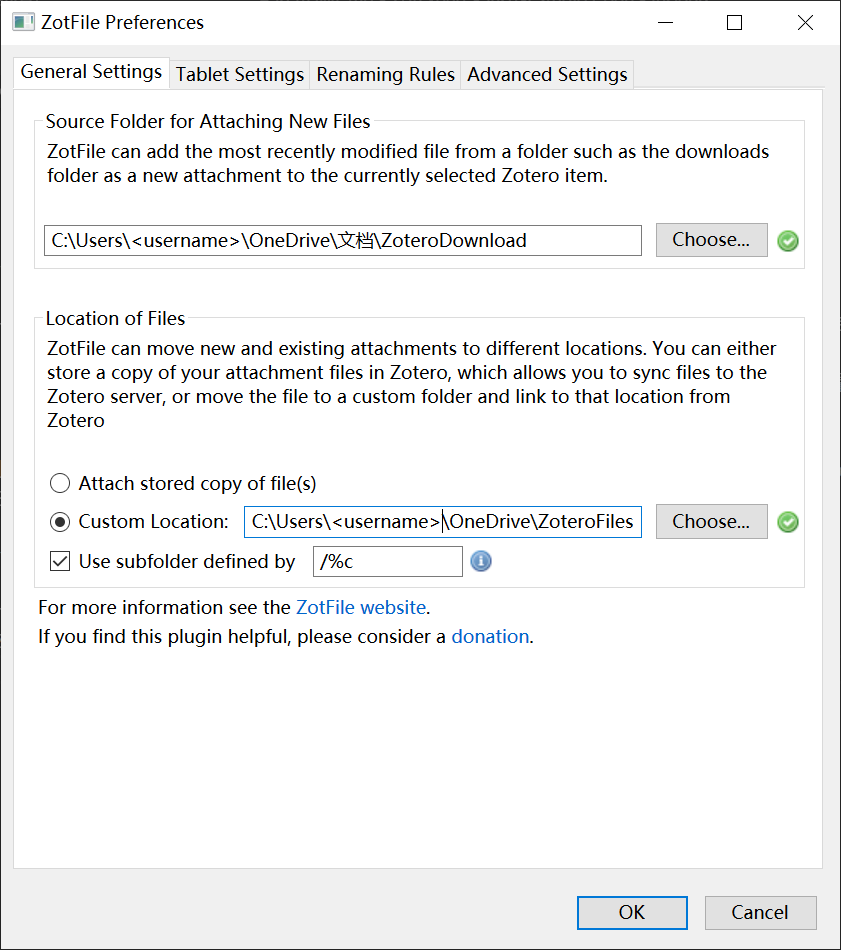 ZotFile Preferences
General Settings Tablet Settings Renaming Rules Advanced Settings
Source Folder for Attaching New Files
ZotFile can add the most recently modified file from a folder such as the downloads
folder as a new attachment to the currently selected Zotero item.
C:\Users\<username>\OneDrive\文档\ZoteroDownload Choose...
Location of Files
ZotFile can move new and existing attachments to different locations. You can either
store a copy of your attachment files in Zotero, which allows you to sync files to the
Zotero server, or move the file to a custom folder and link to that location from
Zotero
Attach stored copy of file(s)
Custom Location: C:\Users\<username>\OneDrive\ZoteroFiles Choose...
Use subfolder defined by /%c
For more information see the ZotFile website.
If you find this plugin helpful, please consider a donation.
OK Cancel